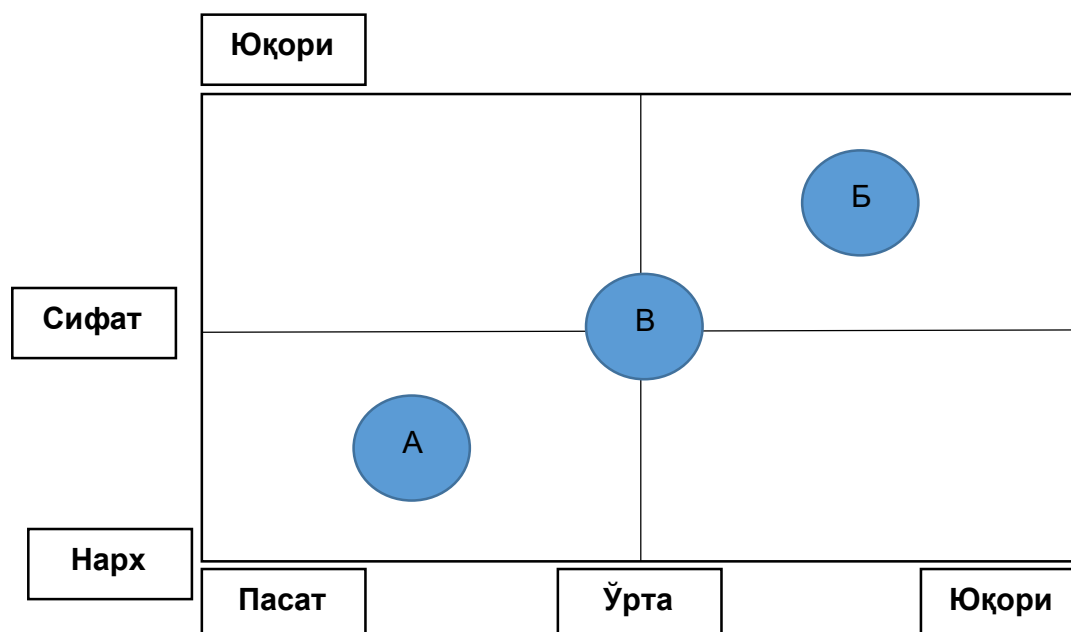 Юқори
Б
Сифат
В
А
Нарх
Пасат
Ўрта
Юқори